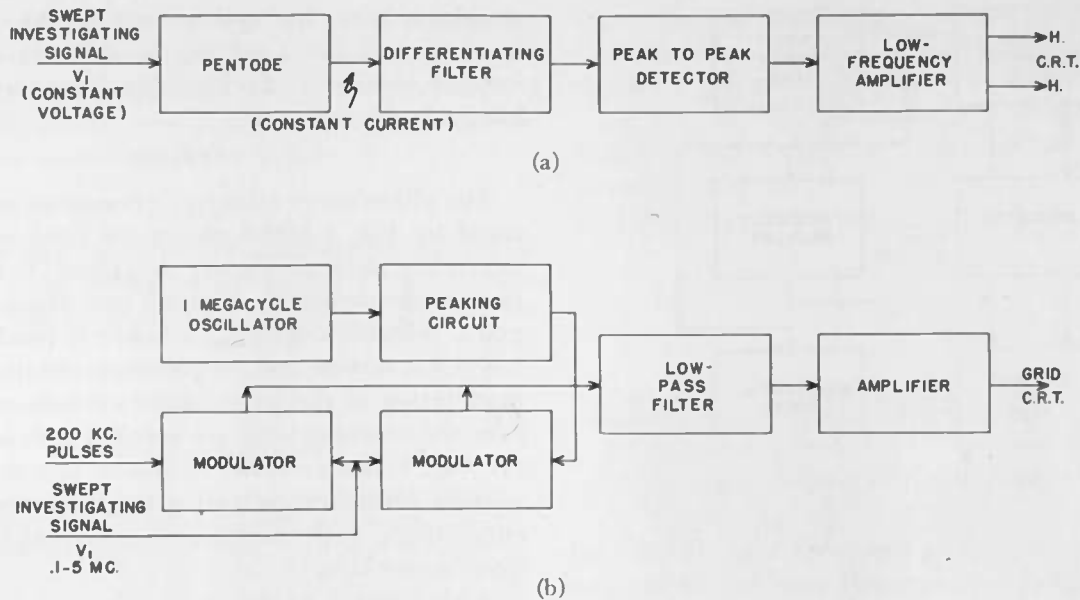 SWEPT
INVESTIGATING
SIGNAL
V₁
(CONSTANT
VOLTAGE)
PENTODE
(CONSTANT CURRENT)
DIFFERENTIATING
FILTER
PEAK TO PEAK
DETECTOR
LOW-
FREQUENCY
AMPLIFIER
H.
C.R.T.
H.
(a)
1 MEGACYCLE
OSCILLATOR
PEAKING
CIRCUIT
LOW-
PASS
FILTER
AMPLIFIER
GRID
C.R.T.
200 KC.
PULSES
MODULATOR
MODULATOR
SWEPT
INVESTIGATING
SIGNAL
V₁
.1-5 MC.
(b)